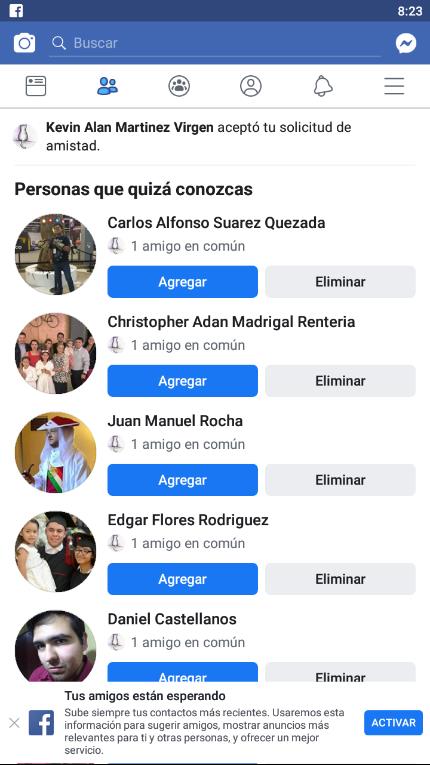 8:23
Buscar
Kevin Alan Martinez Virgen aceptó tu solicitud de
amistad.
Personas que quizá conozcas
Carlos Alfonso Suarez Quezada
1 amigo en común
Agregar Eliminar
Christopher Adan Madrigal Renteria
1 amigo en común
Agregar Eliminar
Juan Manuel Rocha
1 amigo en común
Agregar Eliminar
Edgar Flores Rodriguez
1 amigo en común
Agregar Eliminar
Daniel Castellanos
1 amigo en común
Agregar Eliminar
Tus amigos están esperando
Sube siempre tus contactos más recientes. Usaremos esta
información para sugerir amigos, mostrar anuncios más
relevantes para ti y otras personas, y ofrecer un mejor
servicio.
ACTIVAR